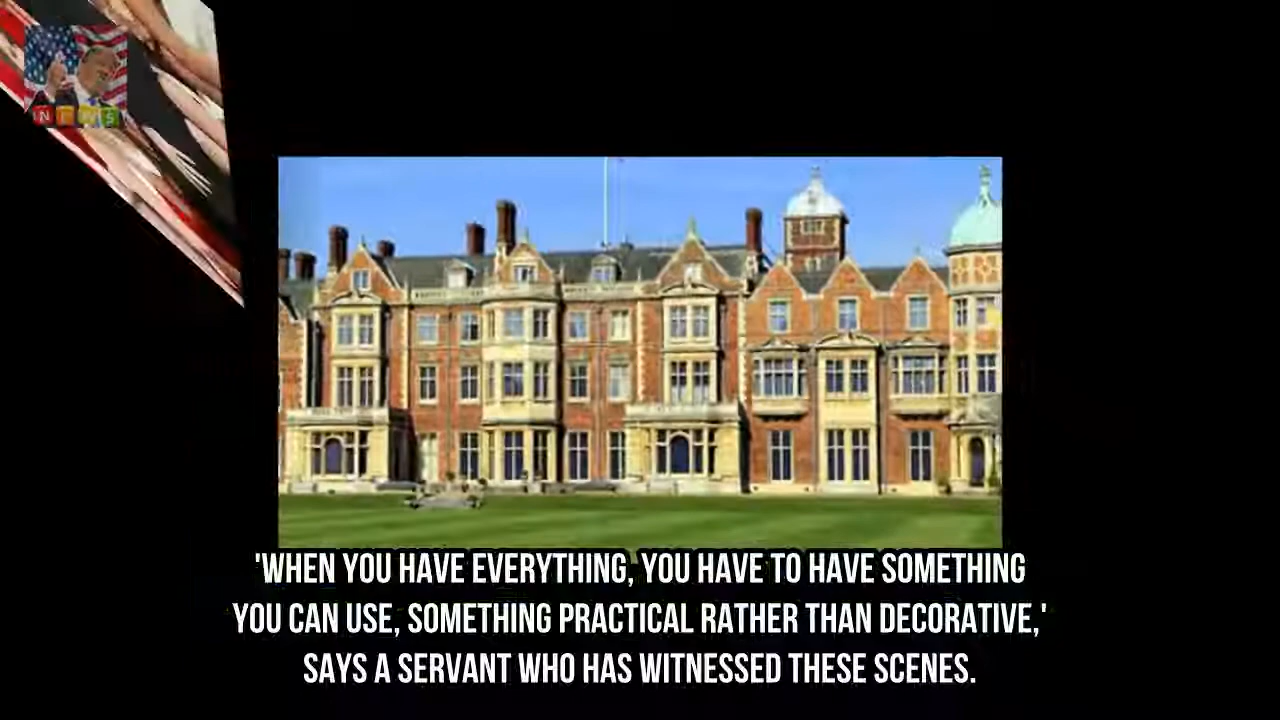 NEWS
'WHEN YOU HAVE EVERYTHING, YOU HAVE TO HAVE SOMETHING
YOU CAN USE, SOMETHING PRACTICAL RATHER THAN DECORATIVE,'
SAYS A SERVANT WHO HAS WITNESSED THESE SCENES.